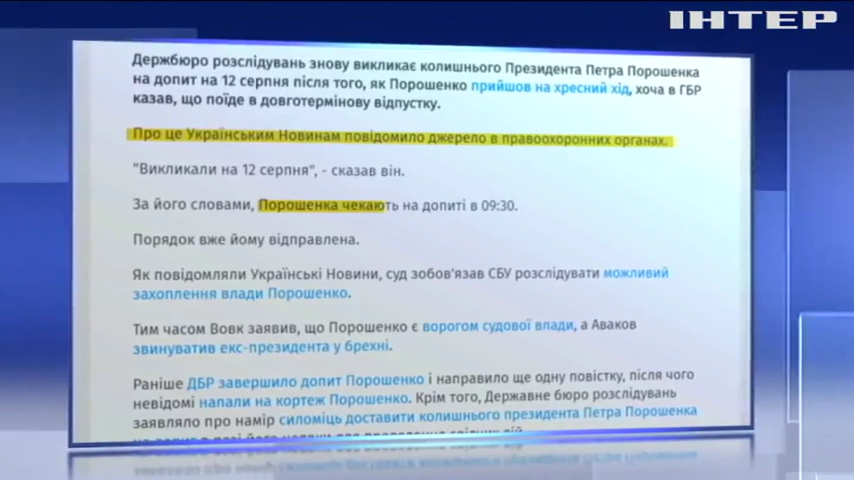 ІНТЕР
Держбюро розслідувань знову викликає колишнього Президента Петра Порошенка
на допит на 12 серпня після того, як Порошенко прийшов на хресний хід, хоча в ГБР
казав, що поїде в довготермінову відпустку.
Про це Українським Новинам повідомило джерело в правоохоронних органах.
"Викликали на 12 серпня", - сказав він.
За його словами, Порошенка чекають на допиті в 09:30.
Порядок вже йому відправлена.
Як повідомляли Українські Новини, суд зобов'язав СБУ розслідувати можливий
захоплення влади Порошенко.
Тим часом Вовк заявив, що Порошенко є ворогом судової влади, а Аваков
звинуватив екс-президента у брехні.
Раніше ДБР завершило допит Порошенко і направило ще одну повістку, після чого
невідомі напали на кортеж Порошенко. Крім того, Державне бюро розслідувань
заявляло про намір силоміць доставити колишнього президента Петра Порошенка